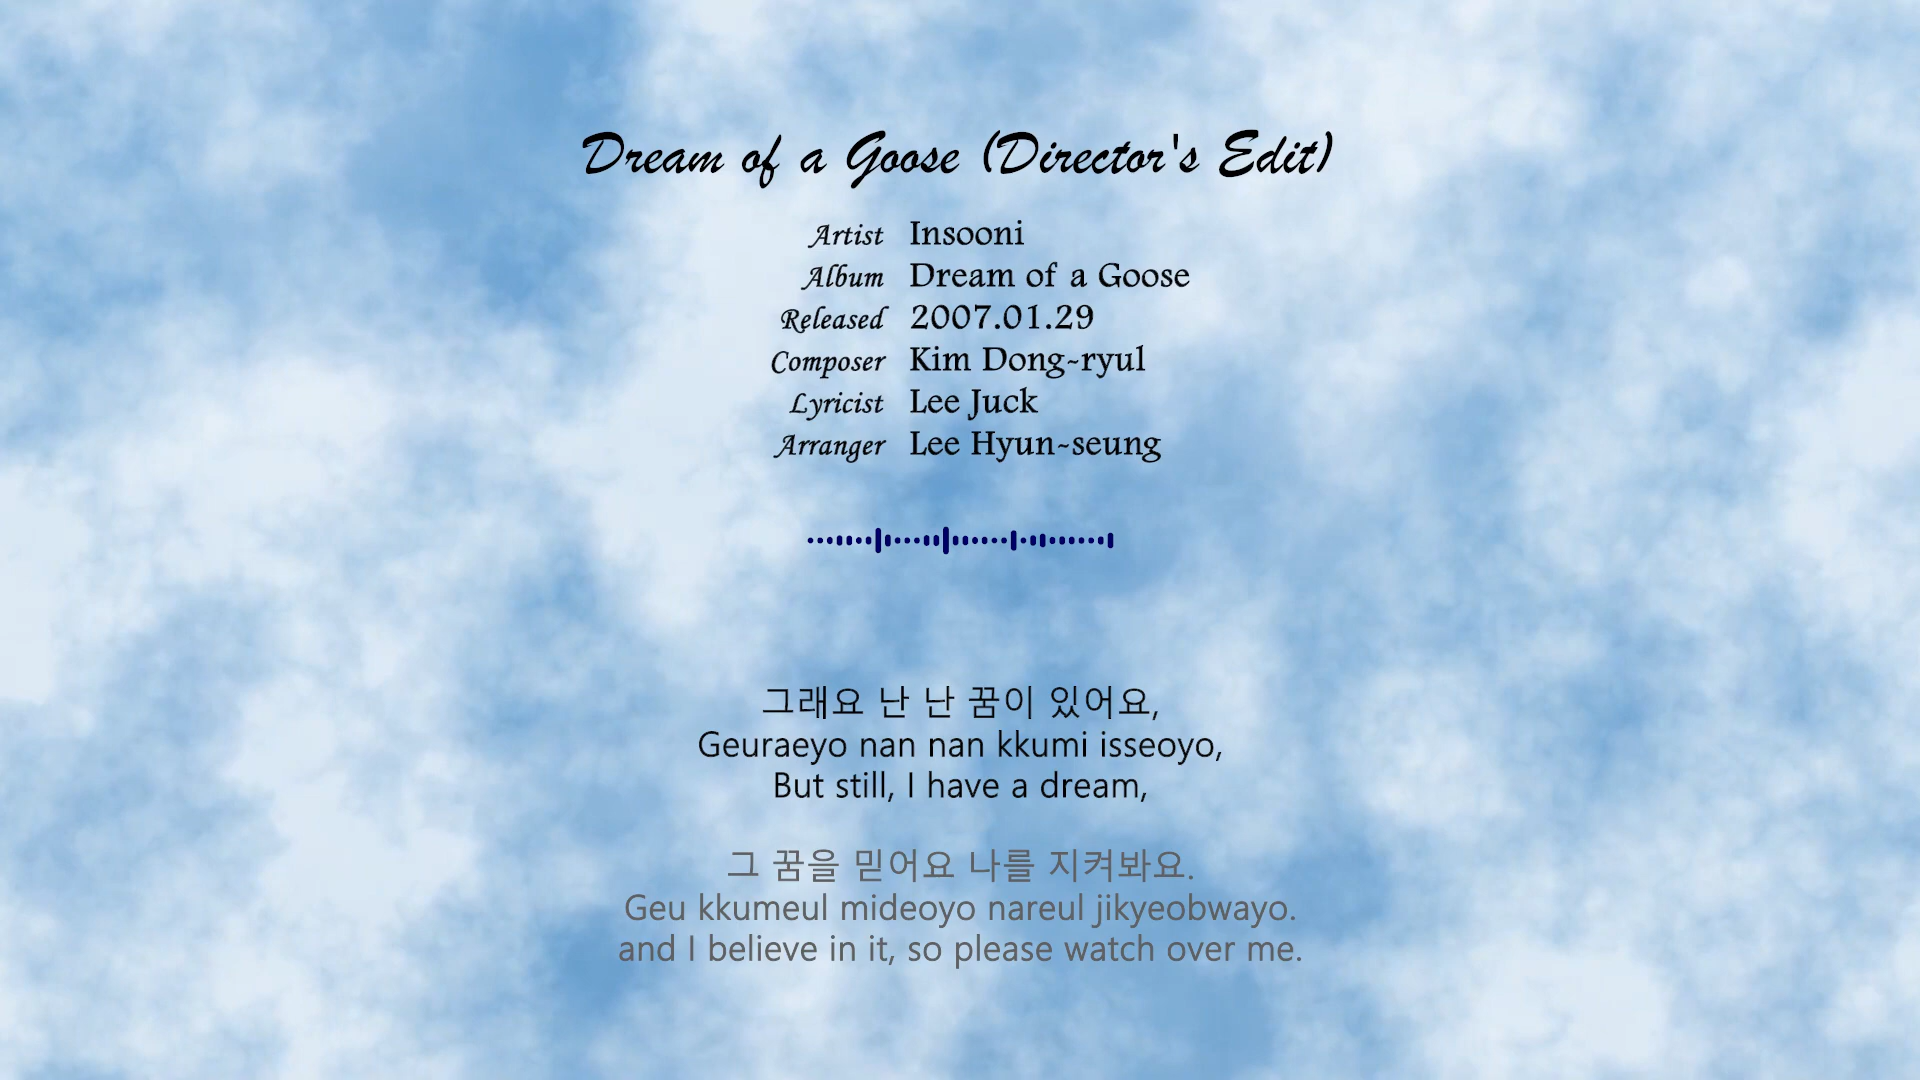 Dream of a Goose (Director's Edit)
Artist Insooni
Album Dream of a Goose
Released 2007.01.29
Composer Kim Dong-ryul
Lyricist Lee Juck
Arranger Lee Hyun-seung
그래요 난 난 꿈이 있어요,
Geuraeyo nan nan kkumi isseoyo,
But still, I have a dream,
그 꿈을 믿어요 나를 지켜봐요.
Geu kkumeul mideoyo nareul jikyeobwayo.
and I believe in it, so please watch over me.